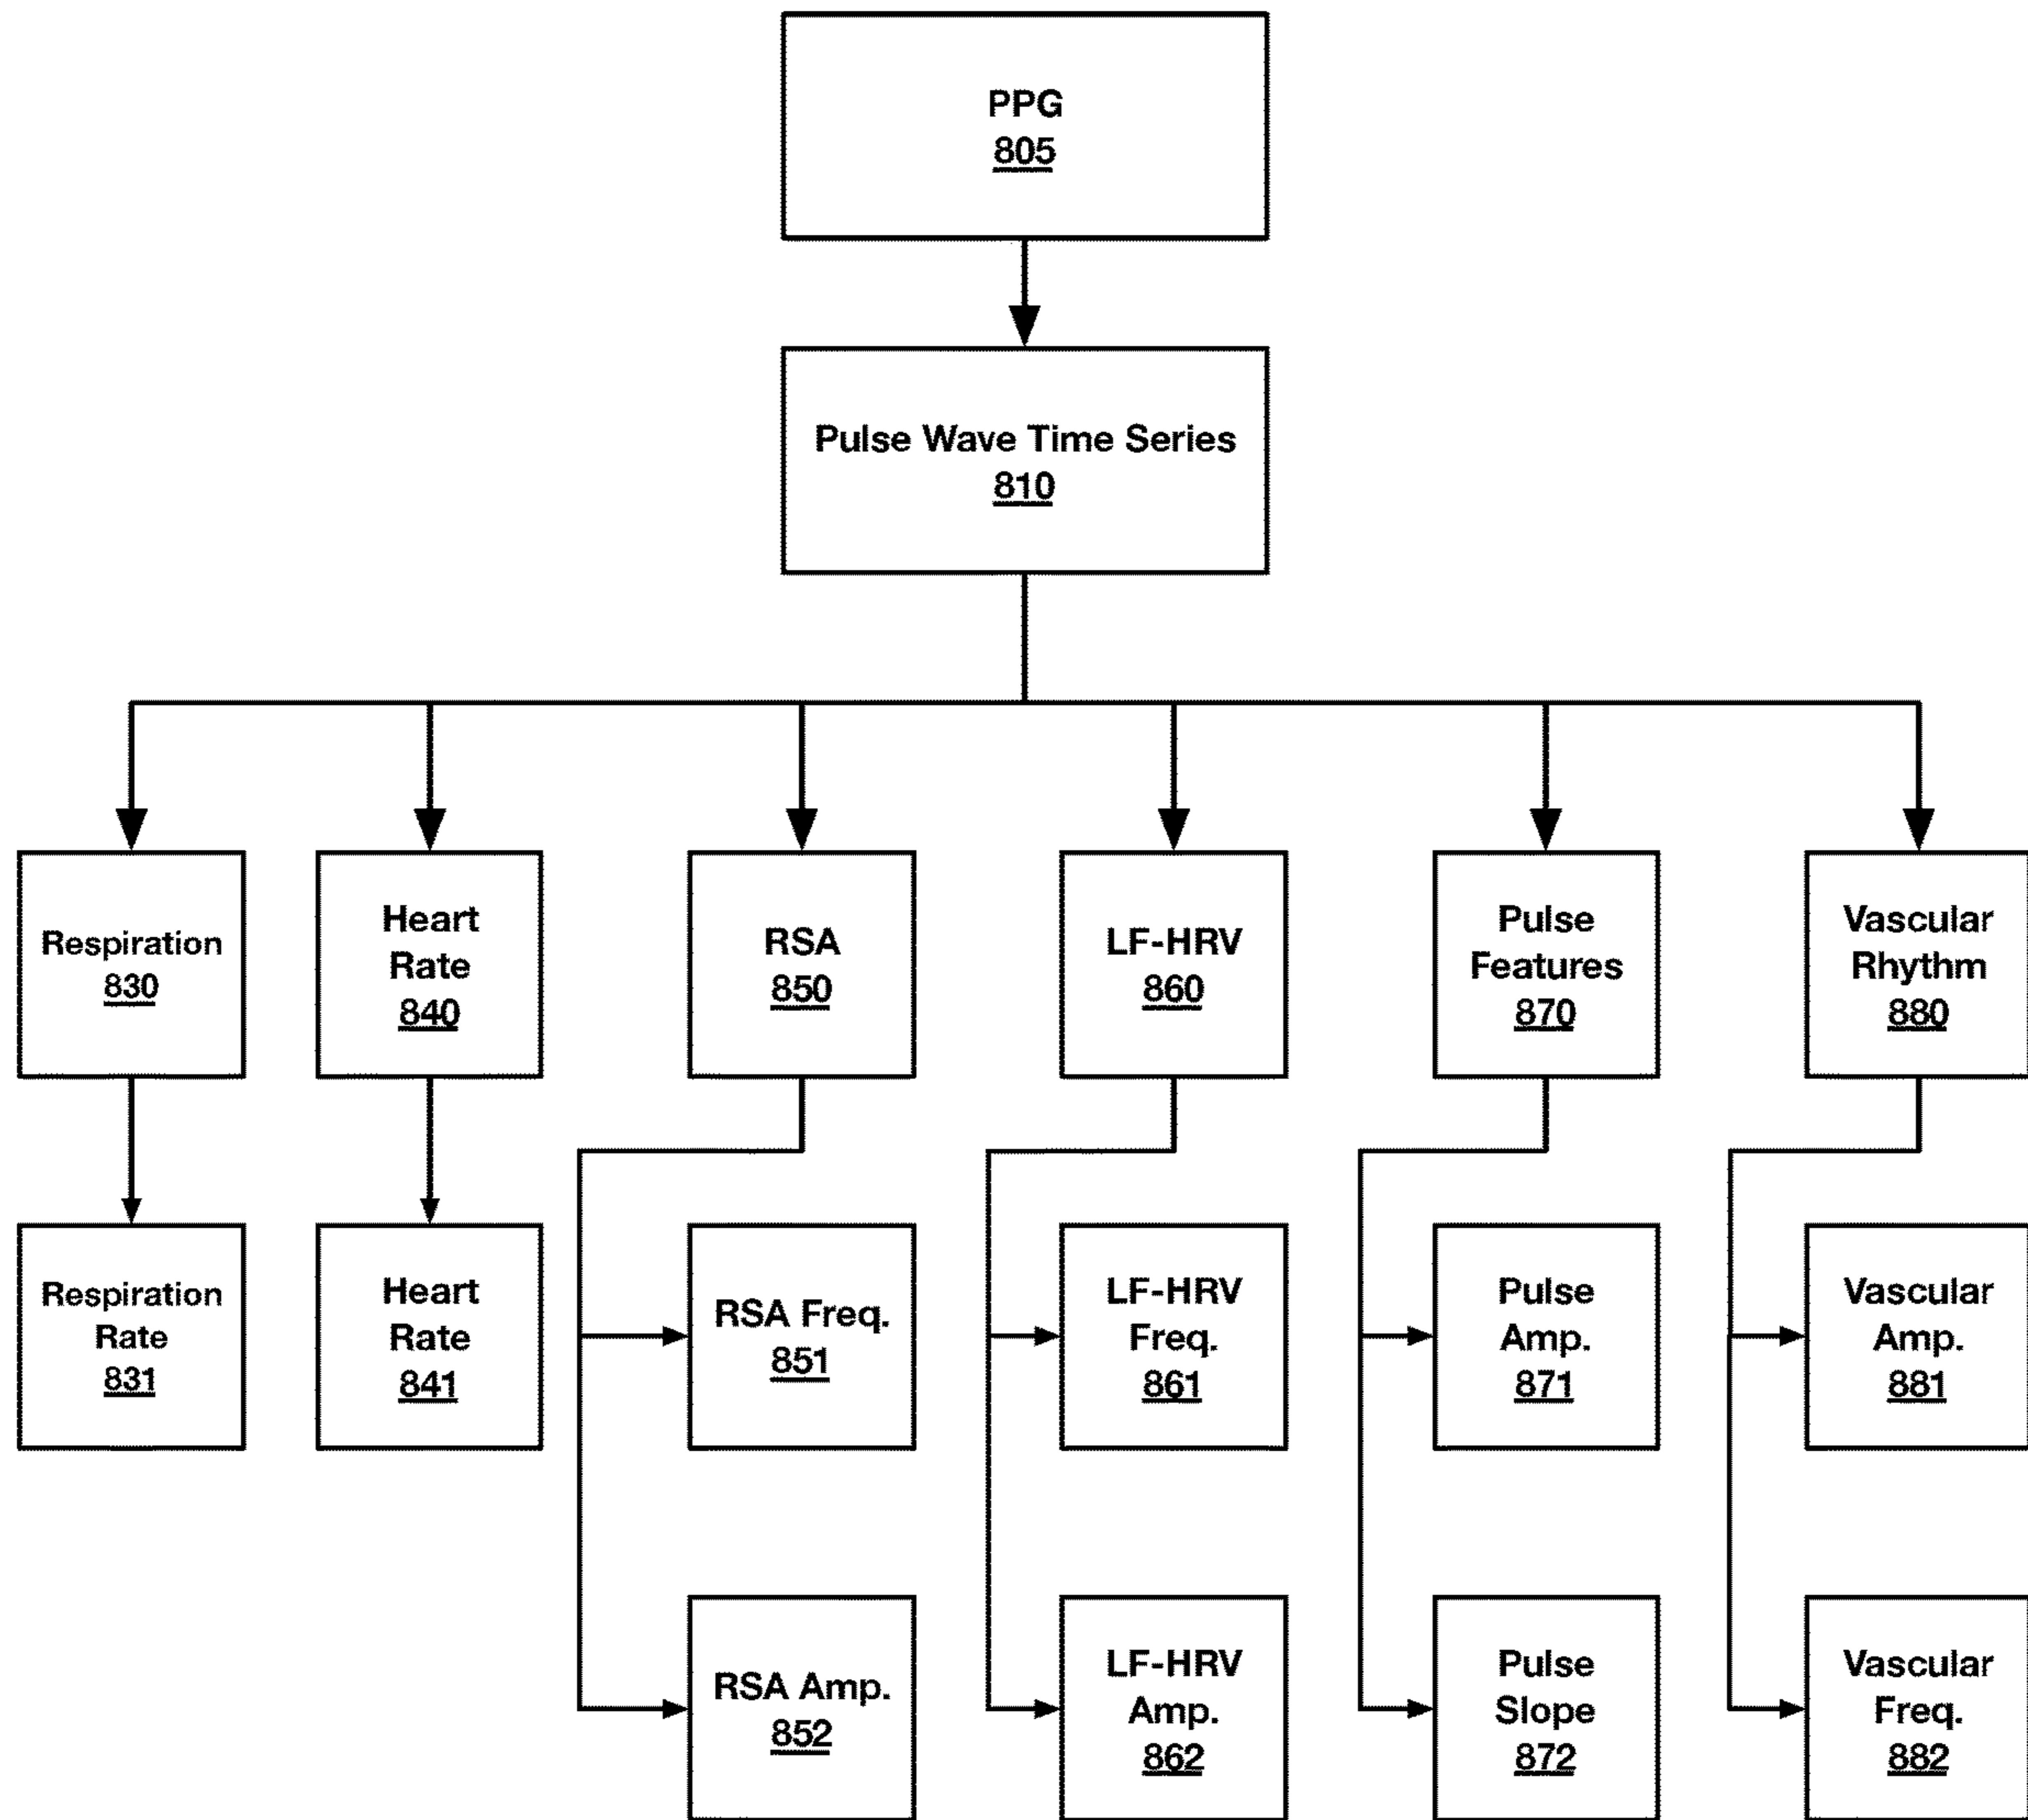 PPG
805
Pulse Wave Time Series
810
Respiration
830
Heart
Rate
840
RSA
850
LF-HRV
860
Pulse
Features
870
Vascular
Rhythm
880
Respiration
Rate
831
Heart
Rate
841
RSA Freq.
851
LF-HRV
Freq.
861
Pulse
Amp.
871
Vascular
Amp.
881
RSA Amp.
852
LF-HRV
Amp.
862
Pulse
Slope
872
Vascular
Freq.
882